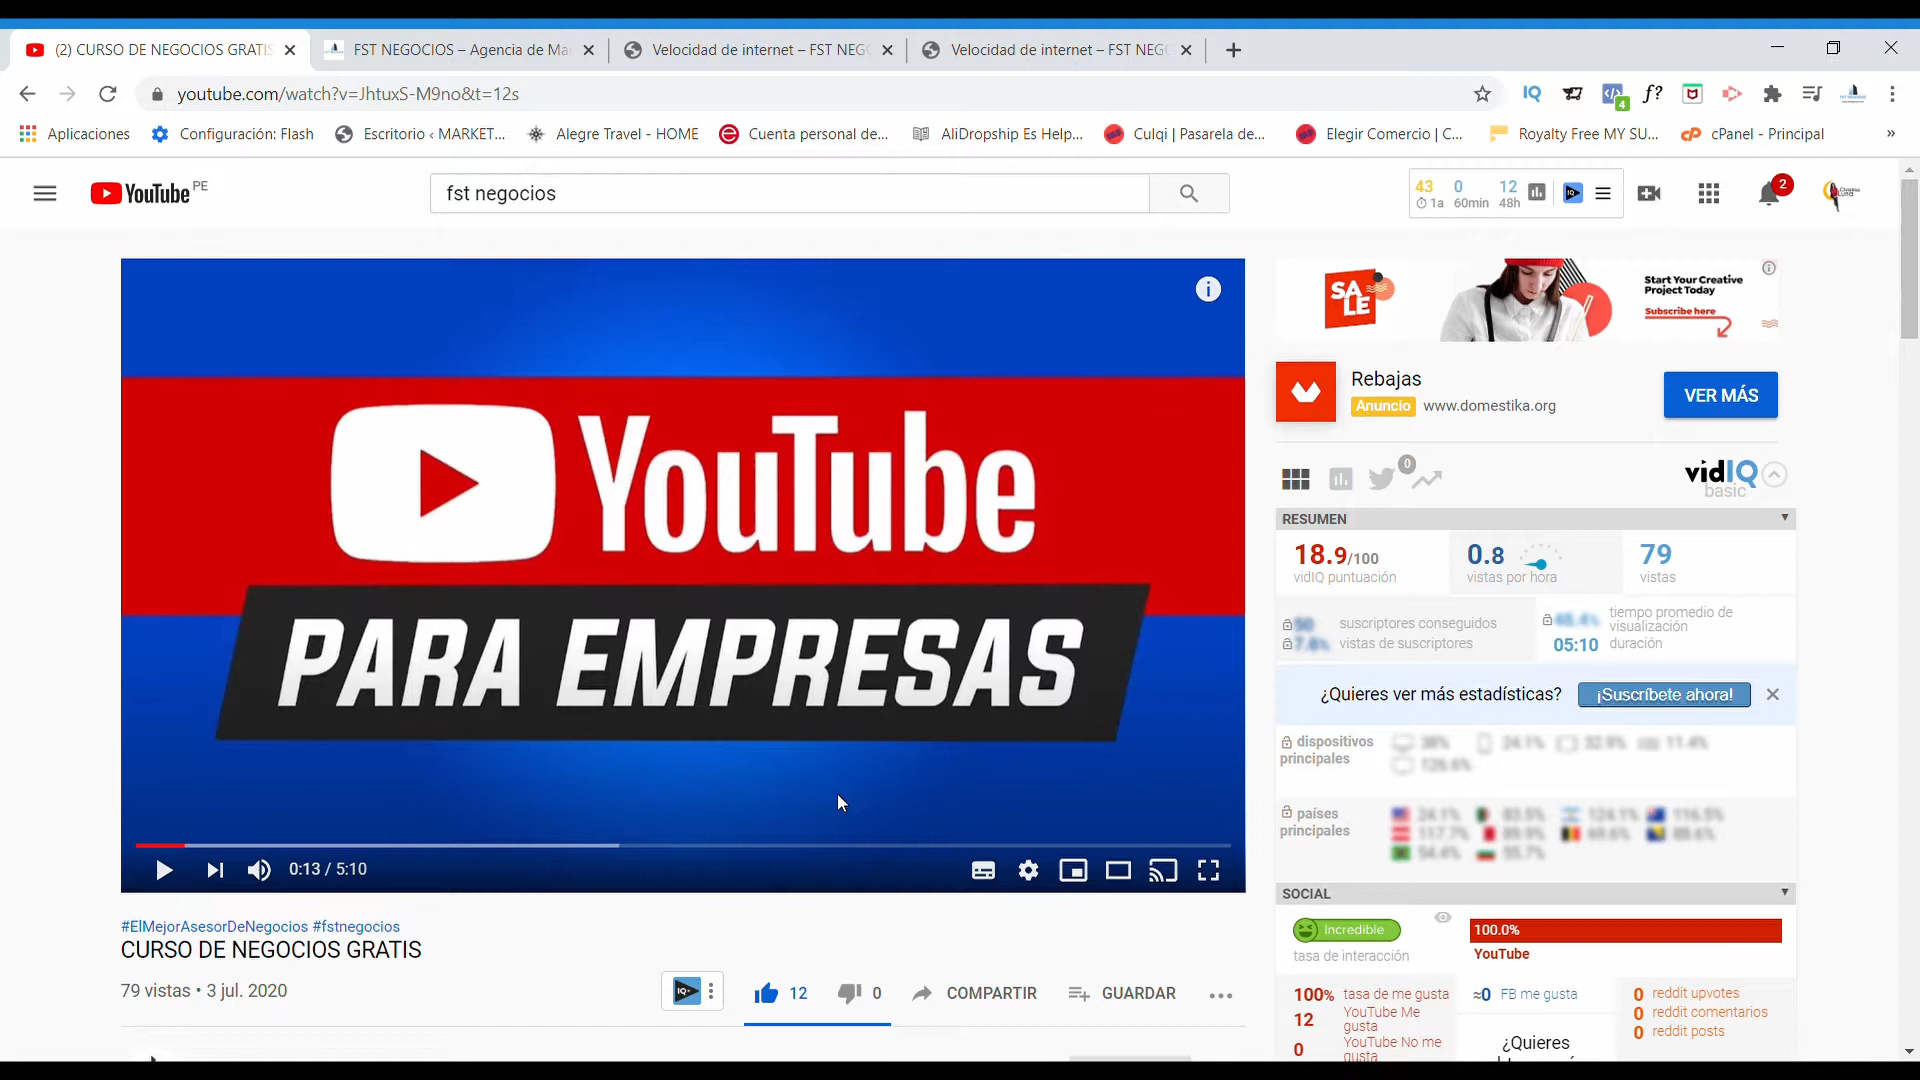 (2) CURSO DE NEGOCIOS GRATIS
FST NEGOCIOS – Agencia de Ma
Velocidad de internet – FST NEG
Velocidad de internet – FST NEG
youtube.com/watch?v=JhtuxS-M9no&t=12s
IQ
4
f?
Aplicaciones
Configuración: Flash
Escritorio ‹ MARKET...
Alegre Travel - HOME
Cuenta personal de...
AliDropship Es Help...
Culqi | Pasarela de...
Elegir Comercio | C...
Royalty Free MY SU...
cPanel - Principal
»
YouTube PE
fst negocios
43 0 12
1a 60min 48h
2
SALE
Start Your Creative
Project Today
Subscribe here
Rebajas
Anuncio www.domestika.org
VER MÁS
YouTube
PARA EMPRESAS
0:13 / 5:10
0
vidIQ
basic
RESUMEN
18.9/100
vidIQ puntuación
0.8
vistas por hora
79
vistas
suscriptores conseguidos
vistas de suscriptores
tiempo promedio de
visualización
05:10 duración
¿Quieres ver más estadísticas? ¡Suscríbete ahora!
dispositivos
principales
países
principales
SOCIAL
Incredible
tasa de interacción
100.0%
YouTube
100% tasa de me gusta
12 YouTube Me
gusta
0 YouTube No me
gusta
≈0 FB me gusta
¿Quieres
0 reddit upvotes
0 reddit comentarios
0 reddit posts
#ElMejorAsesorDeNegocios #fstnegocios
CURSO DE NEGOCIOS GRATIS
79 vistas • 3 jul. 2020
IQ
12
0
COMPARTIR
GUARDAR